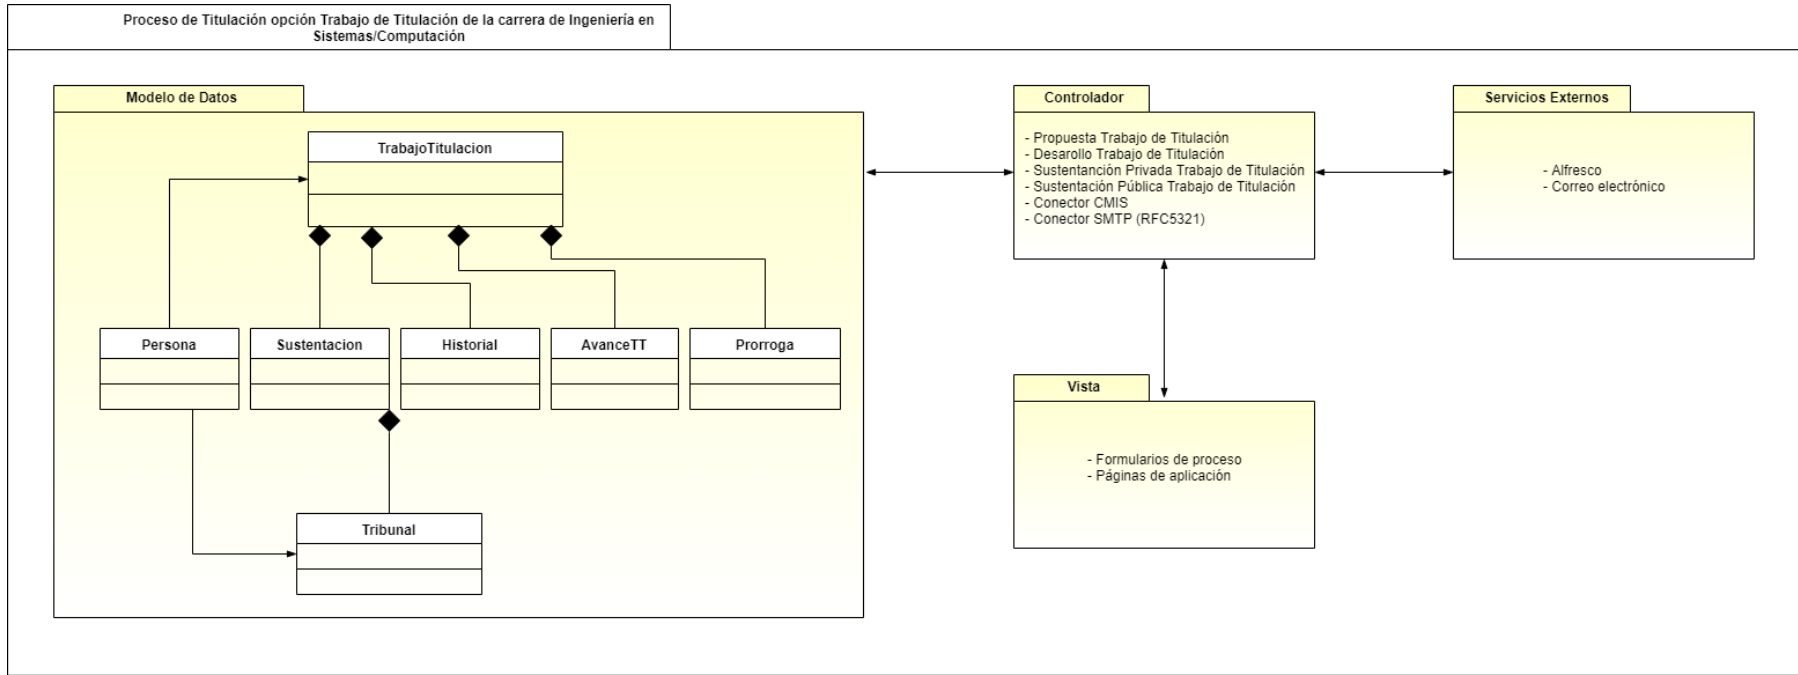 Proceso de Titulación opción Trabajo de Titulación de la carrera de Ingeniería en
Sistemas/Computación
Modelo de Datos
TrabajoTitulacion
Persona
Sustentacion
Historial
AvanceTT
Prorroga
Tribunal
Controlador
- Propuesta Trabajo de Titulación
- Desarollo Trabajo de Titulación
- Sustentanción Privada Trabajo de Titulación
- Sustentación Pública Trabajo de Titulación
- Conector CMIS
- Conector SMTP (RFC5321)
Servicios Externos
- Alfresco
- Correo electrónico
Vista
- Formularios de proceso
- Páginas de aplicación